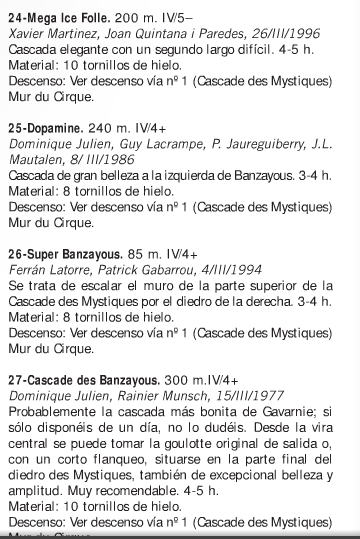 24-Mega Ice Folle. 200 m. IV/5–
Xavier Martinez, Joan Quintana i Paredes, 26/III/1996
Cascada elegante con un segundo largo difícil. 4-5 h.
Material: 10 tornillos de hielo.
Descenso: Ver descenso vía nº 1 (Cascade des Mystiques)
Mur du Cirque.
25-Dopamine. 240 m. IV/4+
Dominique Julien, Guy Lacrampe, P. Jaureguiberry, J.L.
Mautalen, 8/ III/1986
Cascada de gran belleza a la izquierda de Banzayous. 3-4 h.
Material: 8 tornillos de hielo.
Descenso: Ver descenso vía nº 1 (Cascade des Mystiques)
Mur du Cirque.
26-Super Banzayous. 85 m. IV/4+
Ferrán Latorre, Patrick Gabarrou, 4/III/1994
Se trata de escalar el muro de la parte superior de la
Cascade des Mystiques por el diedro de la derecha. 3-4 h.
Material: 8 tornillos de hielo.
Descenso: Ver descenso vía nº 1 (Cascade des Mystiques)
Mur du Cirque.
27-Cascade des Banzayous. 300 m.IV/4+
Dominique Julien, Rainier Munsch, 15/III/1977
Probablemente la cascada más bonita de Gavarnie; si
sólo disponéis de un día, no lo dudéis. Desde la vira
central se puede tomar la goulotte original de salida o,
con un corto flanqueo, situarse en la parte final del
diedro des Mystiques, también de excepcional belleza y
amplitud. Muy recomendable. 4-5 h.
Material: 10 tornillos de hielo.
Descenso: Ver descenso vía nº 1 (Cascade des Mystiques)